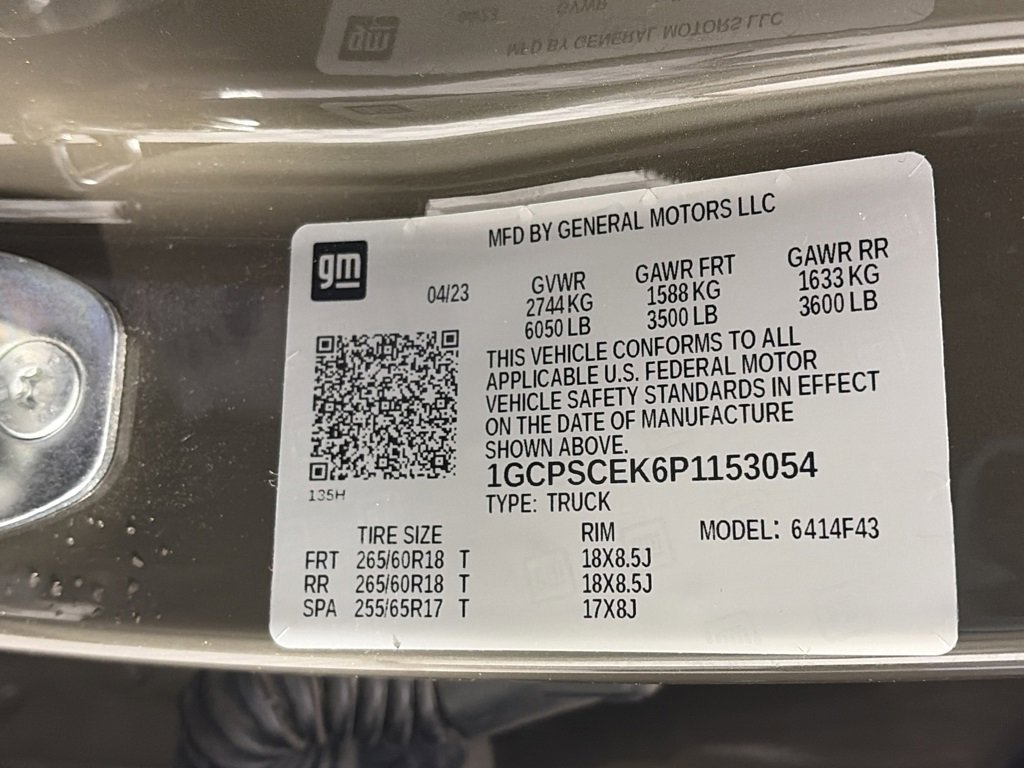 MFD BY GENERAL MOTORS LLC
gm
04/23
GVWR GAWR FRT GAWR RR
2744 KG 1588 KG 1633 KG
6050 LB 3500 LB 3600 LB
THIS VEHICLE CONFORMS TO ALL
APPLICABLE U.S. FEDERAL MOTOR
VEHICLE SAFETY STANDARDS IN EFFECT
ON THE DATE OF MANUFACTURE
SHOWN ABOVE.
1GCPSCEK6P1153054
135H
TYPE: TRUCK
TIRE SIZE RIM MODEL: 6414F43
FRT 265/60R18 T 18X8.5J
RR 265/60R18 T 18X8.5J
SPA 255/65R17 T 17X8J